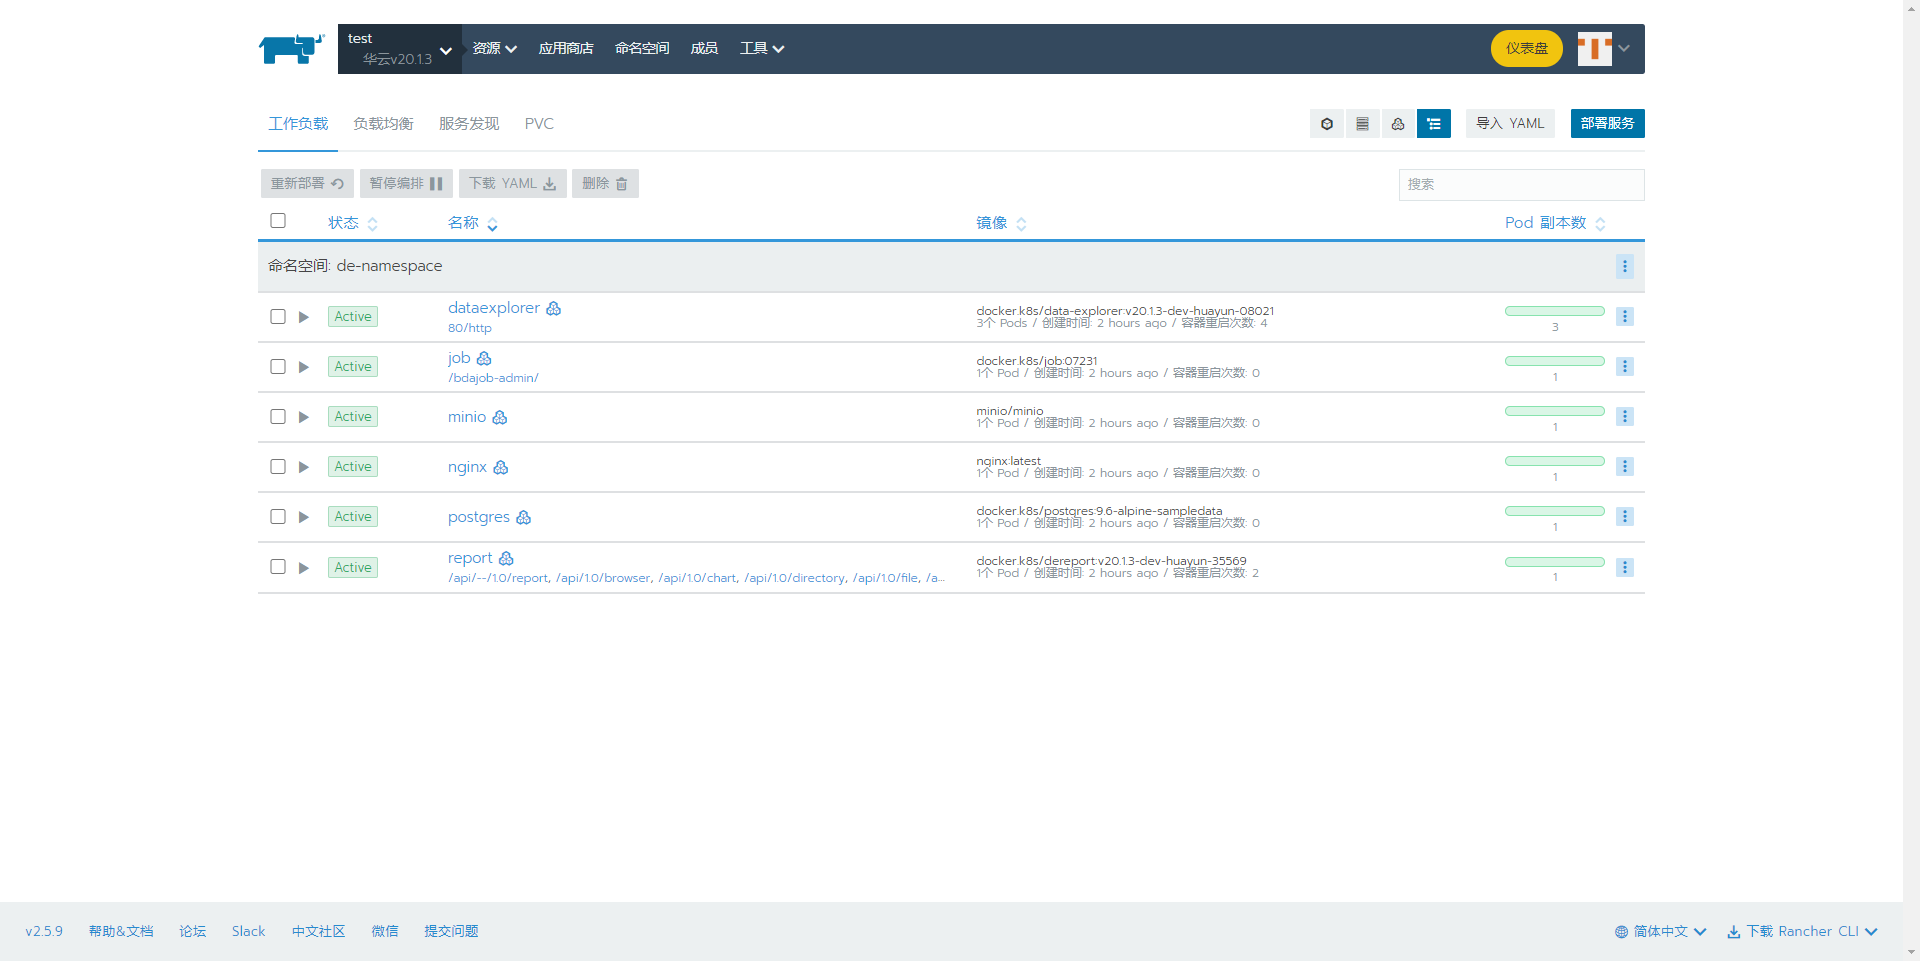 test
华云v20.1.3
资源 应用商店 命名空间 成员 工具
仪表盘
工作负载 负载均衡 服务发现 PVC
导入 YAML
部署服务
重新部署 暂停编排 下载 YAML 删除
搜索
状态 名称 镜像 Pod 副本数
命名空间: de-namespace
Active dataexplorer
80/http
docker.k8s/data-explorer:v20.1.3-dev-huayun-08021
3个 Pods / 创建时间: 2 hours ago / 容器重启次数: 4
3
Active job
/bdajob-admin/
docker.k8s/job:07231
1个 Pod / 创建时间: 2 hours ago / 容器重启次数: 0
1
Active minio
minio/minio
1个 Pod / 创建时间: 2 hours ago / 容器重启次数: 0
1
Active nginx
nginx:latest
1个 Pod / 创建时间: 2 hours ago / 容器重启次数: 0
1
Active postgres
docker.k8s/postgres:9.6-alpine-sampledata
1个 Pod / 创建时间: 2 hours ago / 容器重启次数: 0
1
Active report
/api/--/1.0/report, /api/1.0/browser, /api/1.0/chart, /api/1.0/directory, /api/1.0/file, /a...
docker.k8s/dereport:v20.1.3-dev-huayun-35569
1个 Pod / 创建时间: 2 hours ago / 容器重启次数: 2
1
v2.5.9 帮助&文档 论坛 Slack 中文社区 微信 提交问题 简体中文 下载 Rancher CLI